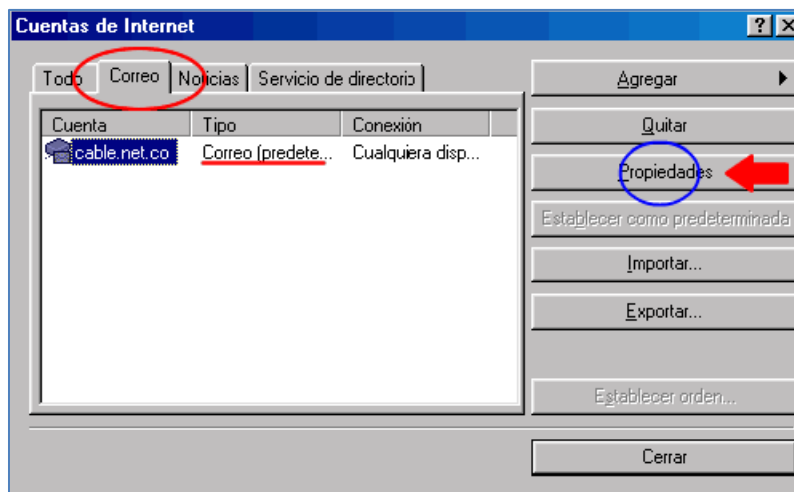 Cuentas de Internet
Todo Correo Noticias Servicio de directorio
Cuenta Tipo Conexión
cable.net.co Correo (predete... Cualquiera disp...
Agregar
Quitar
Propiedades
Establecer como predeterminada
Importar...
Exportar...
Establecer orden...
Cerrar